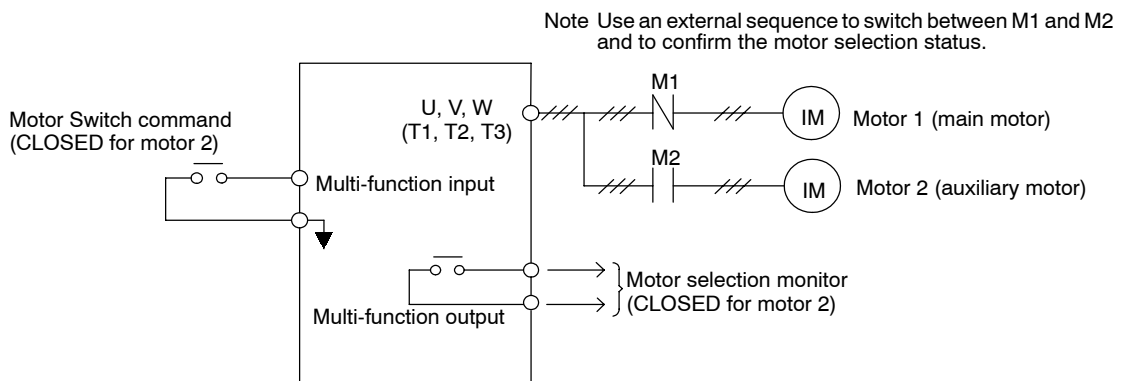 Note Use an external sequence to switch between M1 and M2
and to confirm the motor selection status.
M1
U, V, W
(T1, T2, T3)
IM
Motor 1 (main motor)
Motor Switch command
(CLOSED for motor 2)
M2
Multi-function input
IM
Motor 2 (auxiliary motor)
Motor selection monitor
(CLOSED for motor 2)
Multi-function output